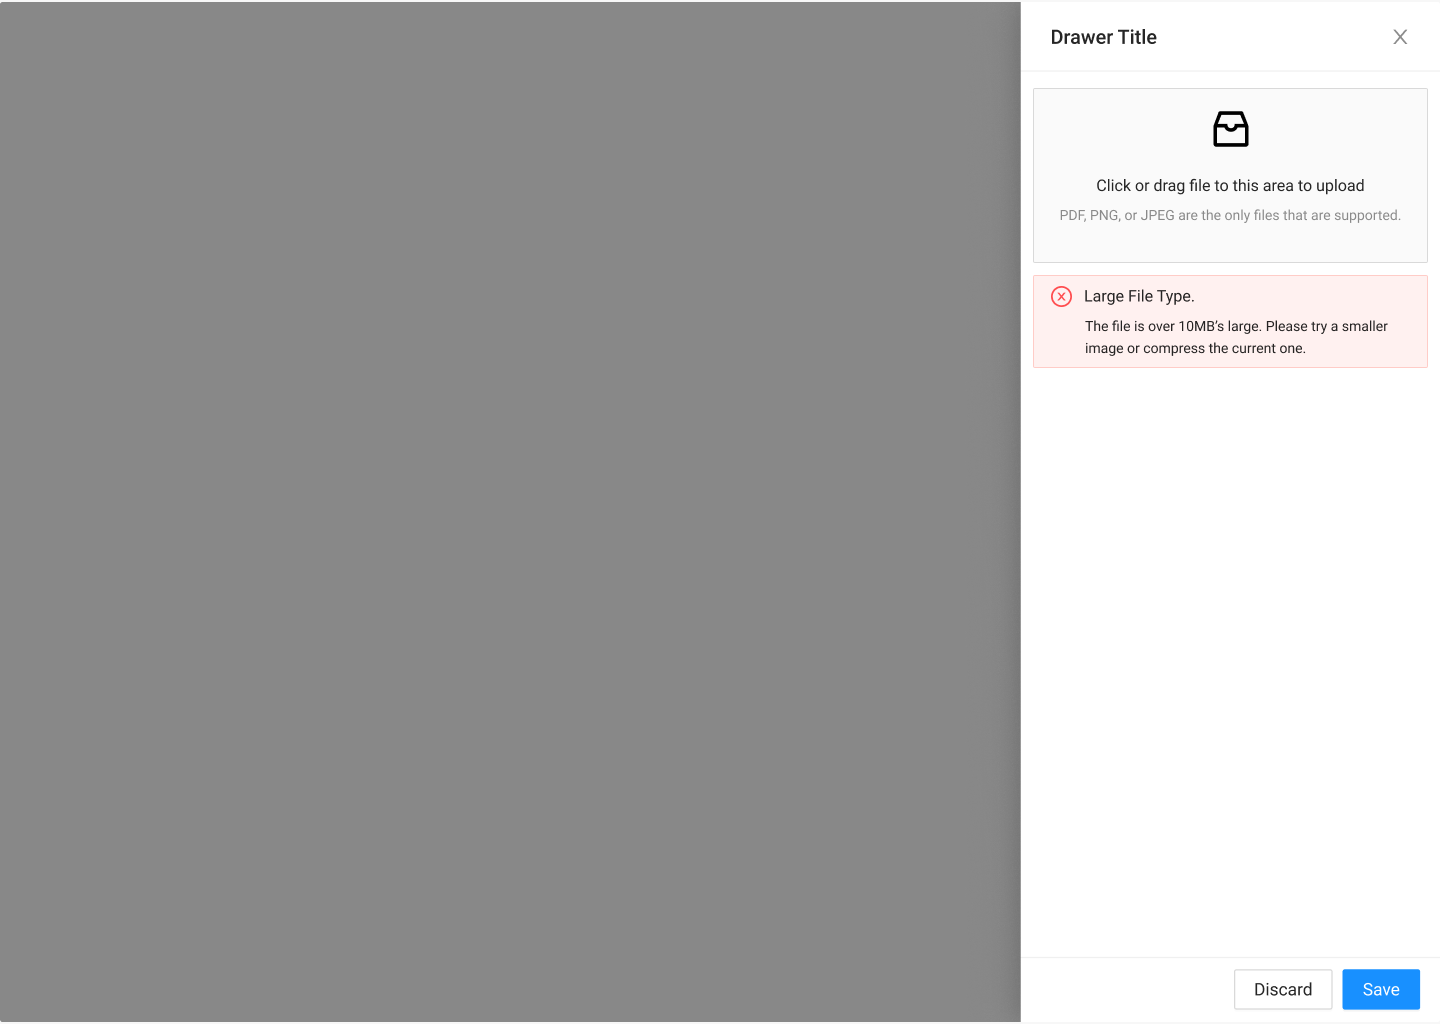 Drawer Title
Click or drag file to this area to upload
PDF, PNG, or JPEG are the only files that are supported.
Large File Type.
The file is over 10MB’s large. Please try a smaller
image or compress the current one.
Discard
Save